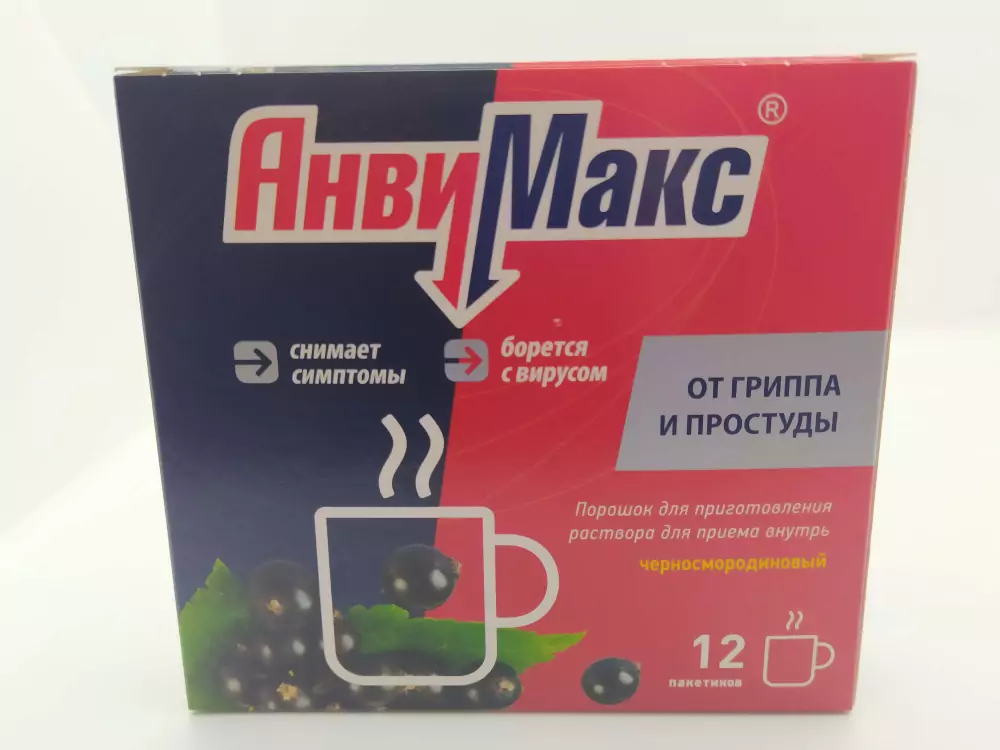 АнвиМакс®
снимает
симптомы
борется
с вирусом
ОТ ГРИППА
И ПРОСТУДЫ
Порошок для приготовления
раствора для приема внутрь
черносмородиновый
12
пакетиков